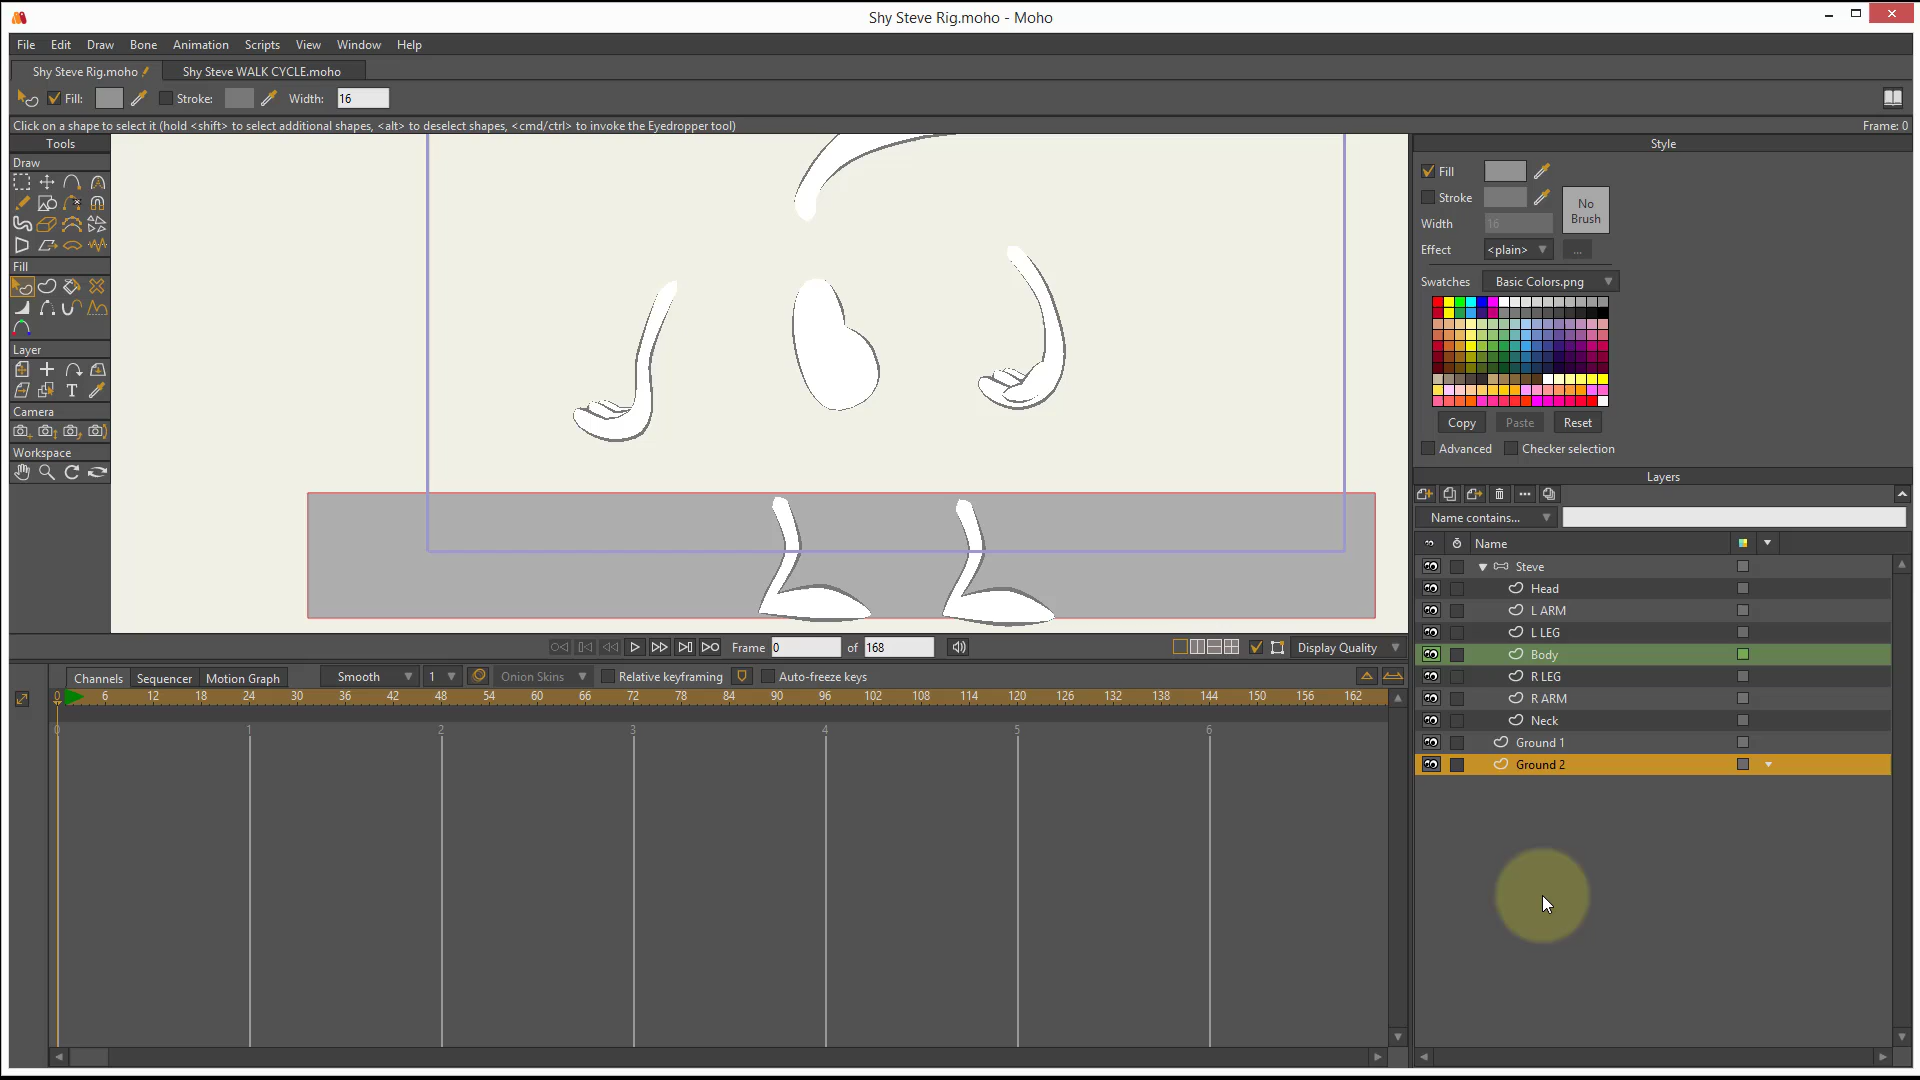 Shy Steve Rig.moho - Moho
File Edit Draw Bone Animation Scripts View Window Help
Shy Steve Rig.moho Shy Steve WALK CYCLE.moho
Fill: Stroke: Width: 16
Click on a shape to select it (hold <shift> to select additional shapes, <alt> to deselect shapes, <cmd/ctrl> to invoke the Eyedropper tool) Frame: 0
Tools
Draw
Fill
Layer
Camera
Workspace
Style
Fill
Stroke
No
Brush
Width 16
Effect <plain> ...
Swatches Basic Colors.png
Copy Paste Reset
Advanced Checker selection
Layers
Name contains...
Name
Steve
Head
L ARM
L LEG
Body
R LEG
R ARM
Neck
Ground 1
Ground 2
Frame 0 of 168 Display Quality
Channels Sequencer Motion Graph Smooth 1 Onion Skins Relative keyframing Auto-freeze keys
0 6 12 18 24 30 36 42 48 54 60 66 72 78 84 90 96 102 108 114 120 126 132 138 144 150 156 162
0 1 2 3 4 5 6